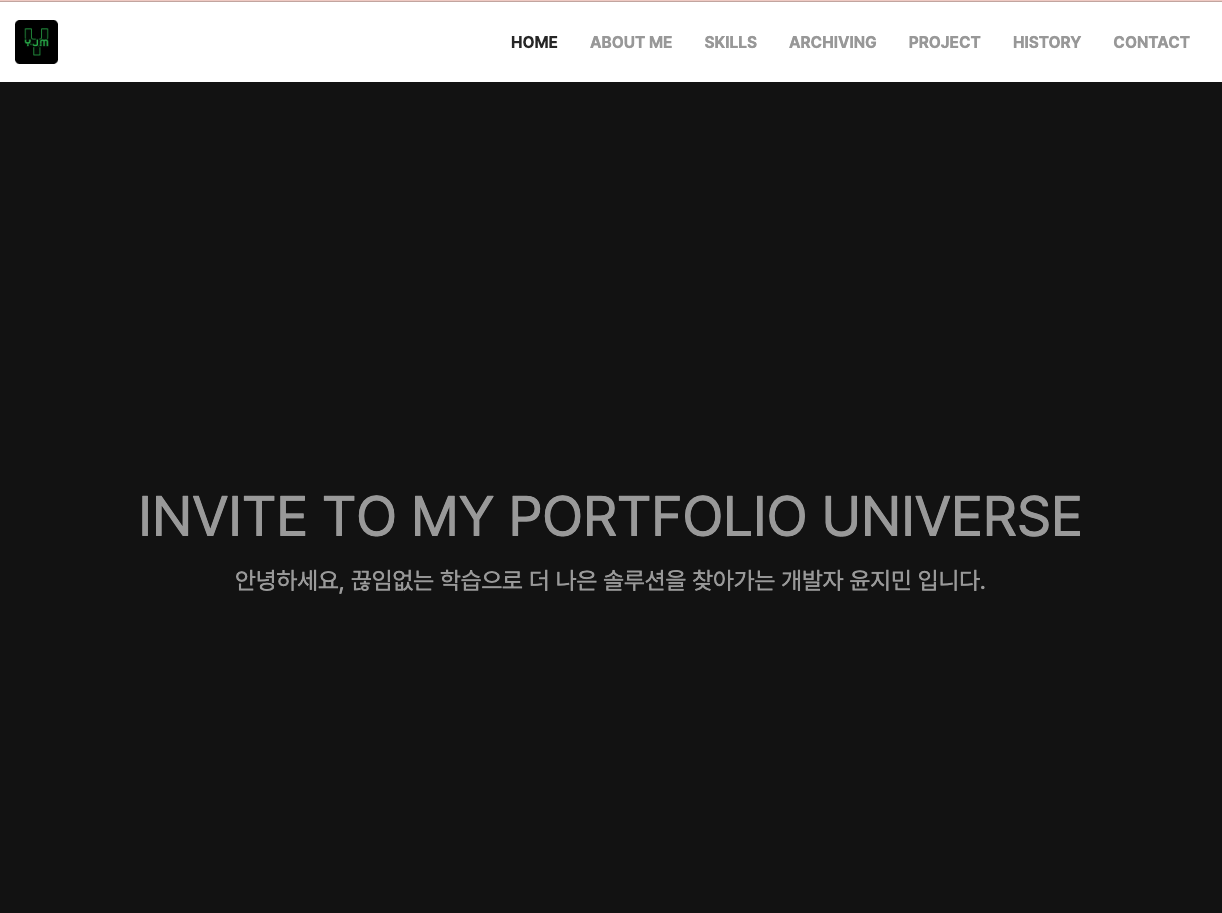 YJM
HOME ABOUT ME SKILLS ARCHIVING PROJECT HISTORY CONTACT
INVITE TO MY PORTFOLIO UNIVERSE
안녕하세요, 끊임없는 학습으로 더 나은 솔루션을 찾아가는 개발자 윤지민 입니다.